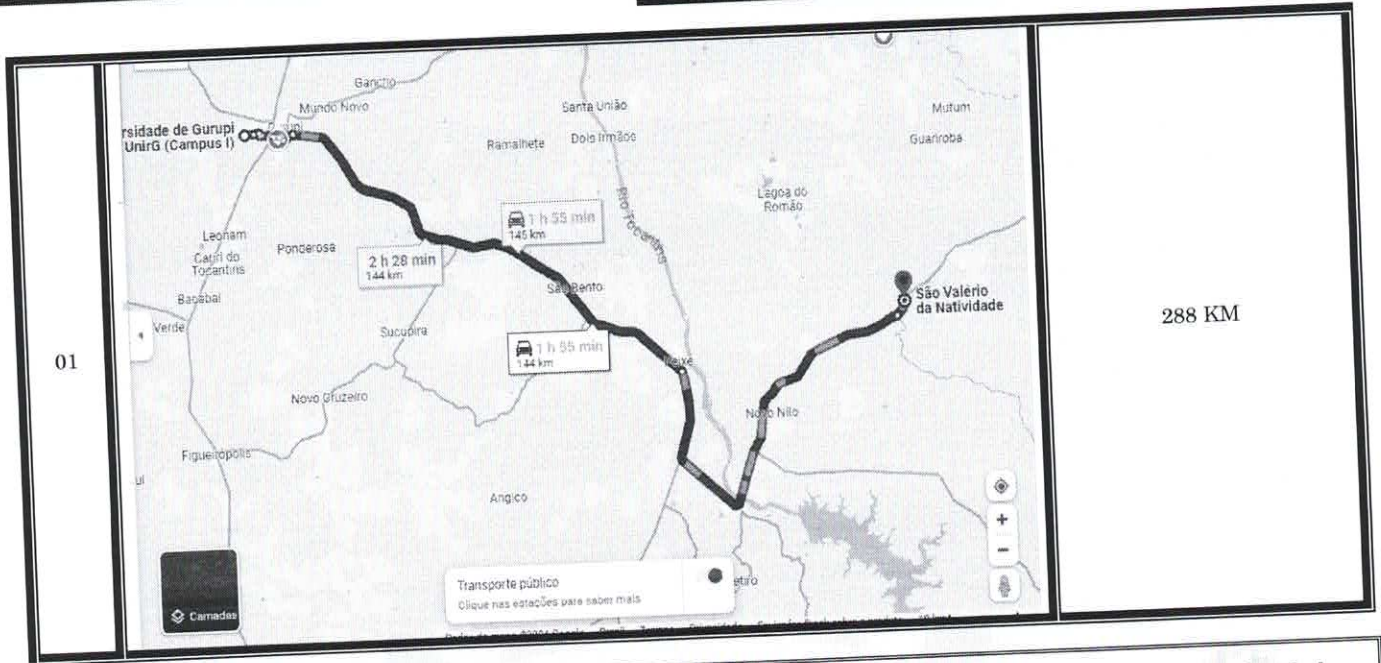 01
Gancho
Mundo Novo
rsidade de Gurupi
UnirG (Campus I)
Santa União
Ramalhete
Dois Irmãos
Mutum
Guariroba
Lagoa do
Romão
Rio Tocantins
Leonam
Cariri do
Tocantins
Ponderosa
1 h 55 min
145 km
2 h 28 min
144 km
São Bento
São Valério
da Natividade
Bacabal
Verde
Sucupira
1 h 55 min
144 km
Peixe
Novo Cruzeiro
Novo Nilo
Figueirópolis
Angico
Transporte público
Clique nas estações para saber mais
Camadas
288 KM